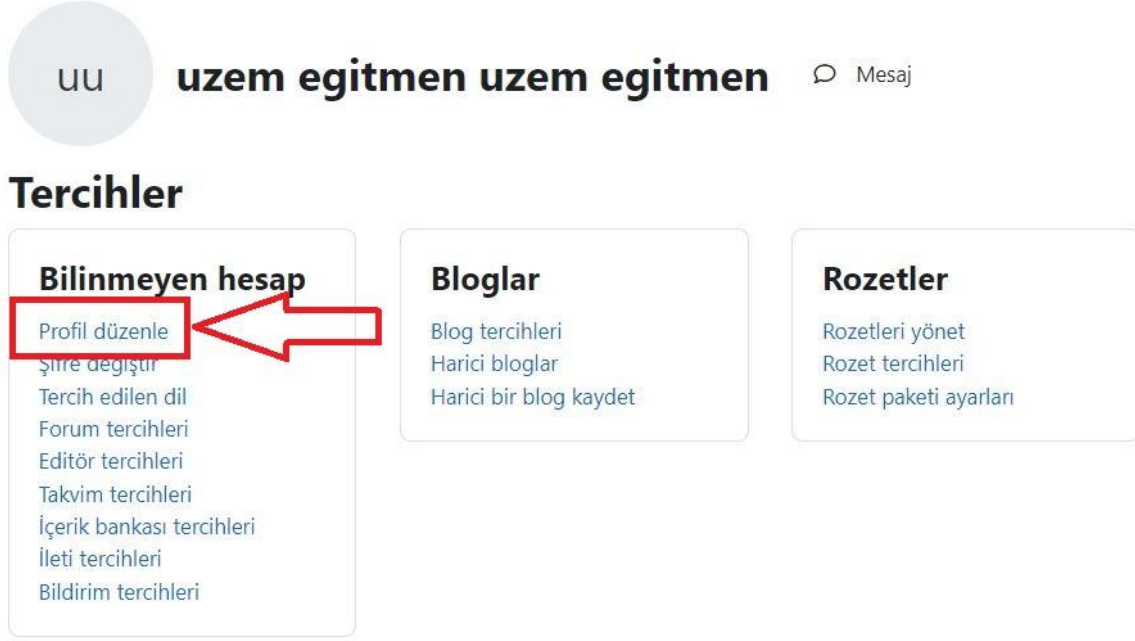 uu
uzem egitmen uzem egitmen
Mesaj
Tercihler
Bilinmeyen hesap
Profil düzenle
Şifre değiştir
Tercih edilen dil
Forum tercihleri
Editör tercihleri
Takvim tercihleri
İçerik bankası tercihleri
İleti tercihleri
Bildirim tercihleri
Bloglar
Blog tercihleri
Harici bloglar
Harici bir blog kaydet
Rozetler
Rozetleri yönet
Rozet tercihleri
Rozet paketi ayarları